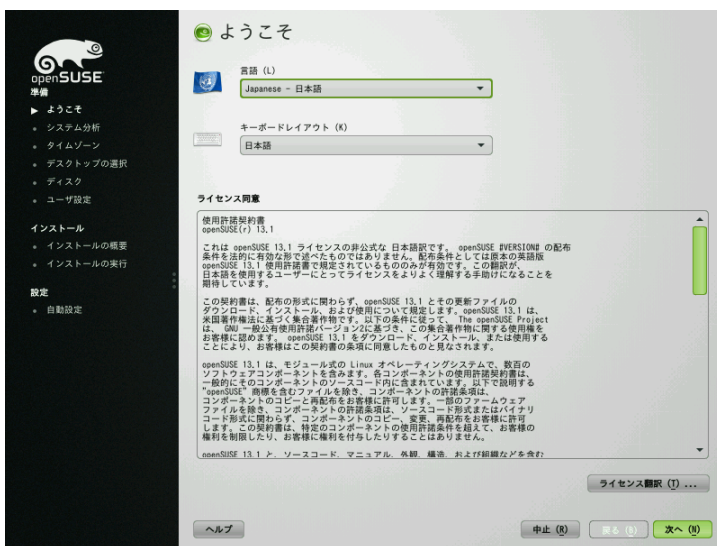 openSUSE
準備
ようこそ
システム分析
タイムゾーン
デスクトップの選択
ディスク
ユーザ設定
インストール
インストールの概要
インストールの実行
設定
自動設定
ようこそ
言語 (L)
Japanese - 日本語
キーボードレイアウト (K)
日本語
ライセンス同意
使用許諾契約書
openSUSE(r) 13.1
これは openSUSE 13.1 ライセンスの非公式な 日本語訳です。 openSUSE #VERSION# の配布
条件を法的に有効な形で述べたものではありません。配布条件としては原本の英語版
openSUSE 13.1 使用許諾書で規定されているもののみが有効です。この翻訳が、
日本語を使用するユーザーにとってライセンスをよりよく理解する手助けになることを
期待しています。
この契約書は、配布の形式に関わらず、openSUSE 13.1 とその更新ファイルの
ダウンロード、インストール、および使用について規定します。openSUSE 13.1 は、
米国著作権法に基づく集合著作物です。以下の条件に従って、 The openSUSE Project
は、 GNU 一般公有使用許諾バージョン2に基づき、この集合著作物に関する使用権を
お客様に認めます。 openSUSE 13.1 をダウンロード、インストール、または使用する
ことにより、お客様はこの契約書の条項に同意したものと見なされます。
openSUSE 13.1 は、モジュール式の Linux オペレーティングシステムで、数百の
ソフトウェアコンポーネントを含みます。各コンポーネントの使用許諾契約書は、
一般的にそのコンポーネントのソースコード内に含まれています。以下で説明する
"openSUSE" 商標を含むファイルを除き、コンポーネントの許諾条項は、
コンポーネントのコピーと再配布をお客様に許可します。一部のファームウェア
ファイルを除き、コンポーネントの許諾条項は、ソースコード形式またはバイナリ
コード形式に関わらず、コンポーネントのコピー、変更、再配布をお客様に許可
します。この契約書は、特定のコンポーネントの使用許諾条件を超えて、お客様の
権利を制限したり、お客様に権利を付与したりすることはありません。
openSUSE 13.1 と、ソースコード、マニュアル、外観、構造、および組織などを含む
ライセンス翻訳 (T) ...
ヘルプ
中止 (R)
戻る (B)
次へ (N)